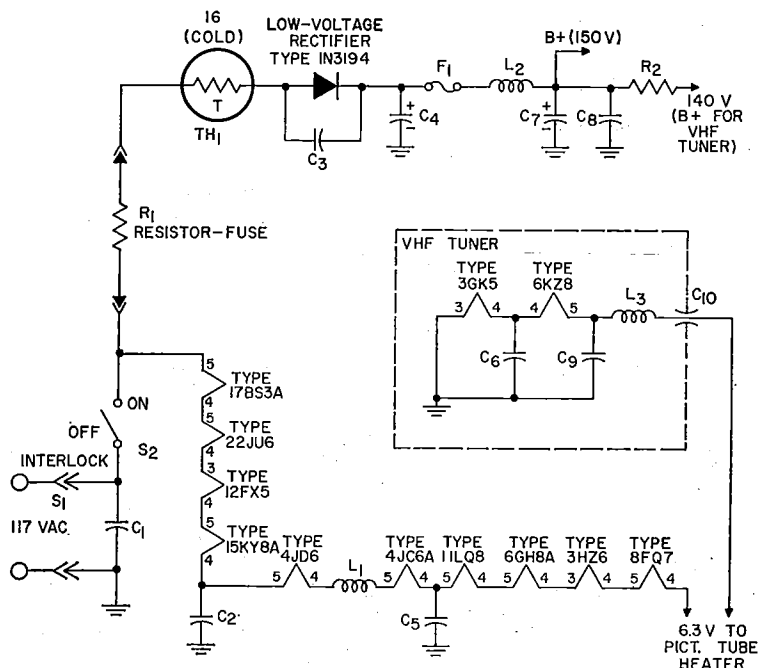 16
(COLD)
T
TH1
LOW-VOLTAGE
RECTIFIER
TYPE IN3194
C3
+
-
C4
F1
L2
B+ (150 V)
+
-
C7
C8
R2
140 V
(B+ FOR
VHF
TUNER)
R1
RESISTOR-FUSE
ON
OFF
S2
INTERLOCK
S1
117 VAC
C1
5
4
TYPE
17BS3A
5
4
TYPE
22JU6
3
4
TYPE
12FX5
5
4
TYPE
15KY8A
C2
TYPE
4JD6
5 4
L1
TYPE
4JC6A
5 4
C5
TYPE
11LQ8
5 4
TYPE
6GH8A
5 4
TYPE
3HZ6
3 4
TYPE
8FQ7
5 4
VHF TUNER
TYPE
3GK5
3 4
TYPE
6KZ8
4 5
C6
C9
L3
C10
6.3 V TO
PICT. TUBE
HEATER